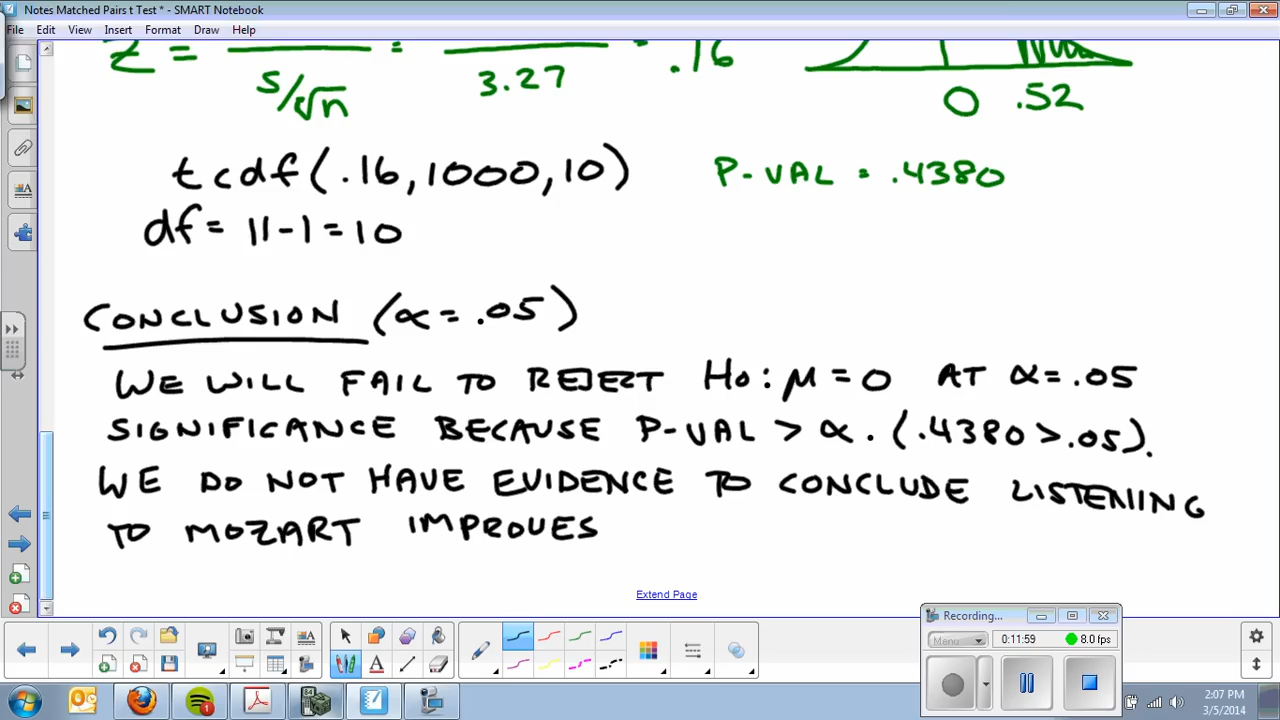 Notes Matched Pairs t Test * - SMART Notebook
File Edit View Insert Format Draw Help
Z = = = .16
S/√n 3.27
0 .52
tcdf(.16,1000,10) P-VAL = .4380
df = 11-1=10
CONCLUSION (α= .05)
WE WILL FAIL TO REJECT Ho: μ = 0 AT α= .05
SIGNIFICANCE BECAUSE P-VAL > α. (.4380>.05).
WE DO NOT HAVE EVIDENCE TO CONCLUDE LISTENING
TO MOZART IMPROVES
Extend Page
Recording...
Menu 0:11:59 8.0 fps
2:07 PM
3/5/2014